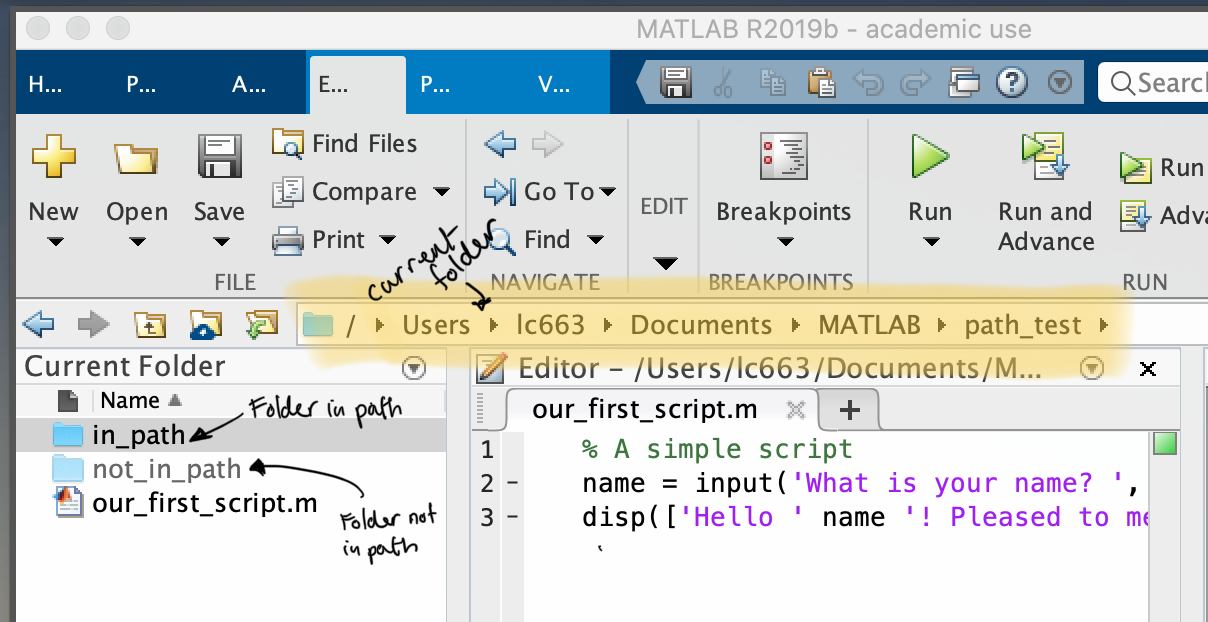 MATLAB R2019b - academic use
H... P... A... E... P... V... Search
Find Files
Compare
Print
New Open Save
FILE
Go To
Find
NAVIGATE
EDIT
Breakpoints
BREAKPOINTS
Run
Run and
Advance
Run
Adva
RUN
current
folder
/ Users lc663 Documents MATLAB path_test
Current Folder
Name
in_path
Folder in path
not_in_path
our_first_script.m
Folder not
in path
Editor – /Users/lc663/Documents/M...
our_first_script.m
1 % A simple script
2 – name = input('What is your name? ',
3 – disp(['Hello ' name '! Pleased to me